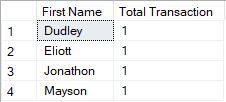 First Name Total Transaction
1 Dudley 1
2 Eliott 1
3 Jonathon 1
4 Mayson 1